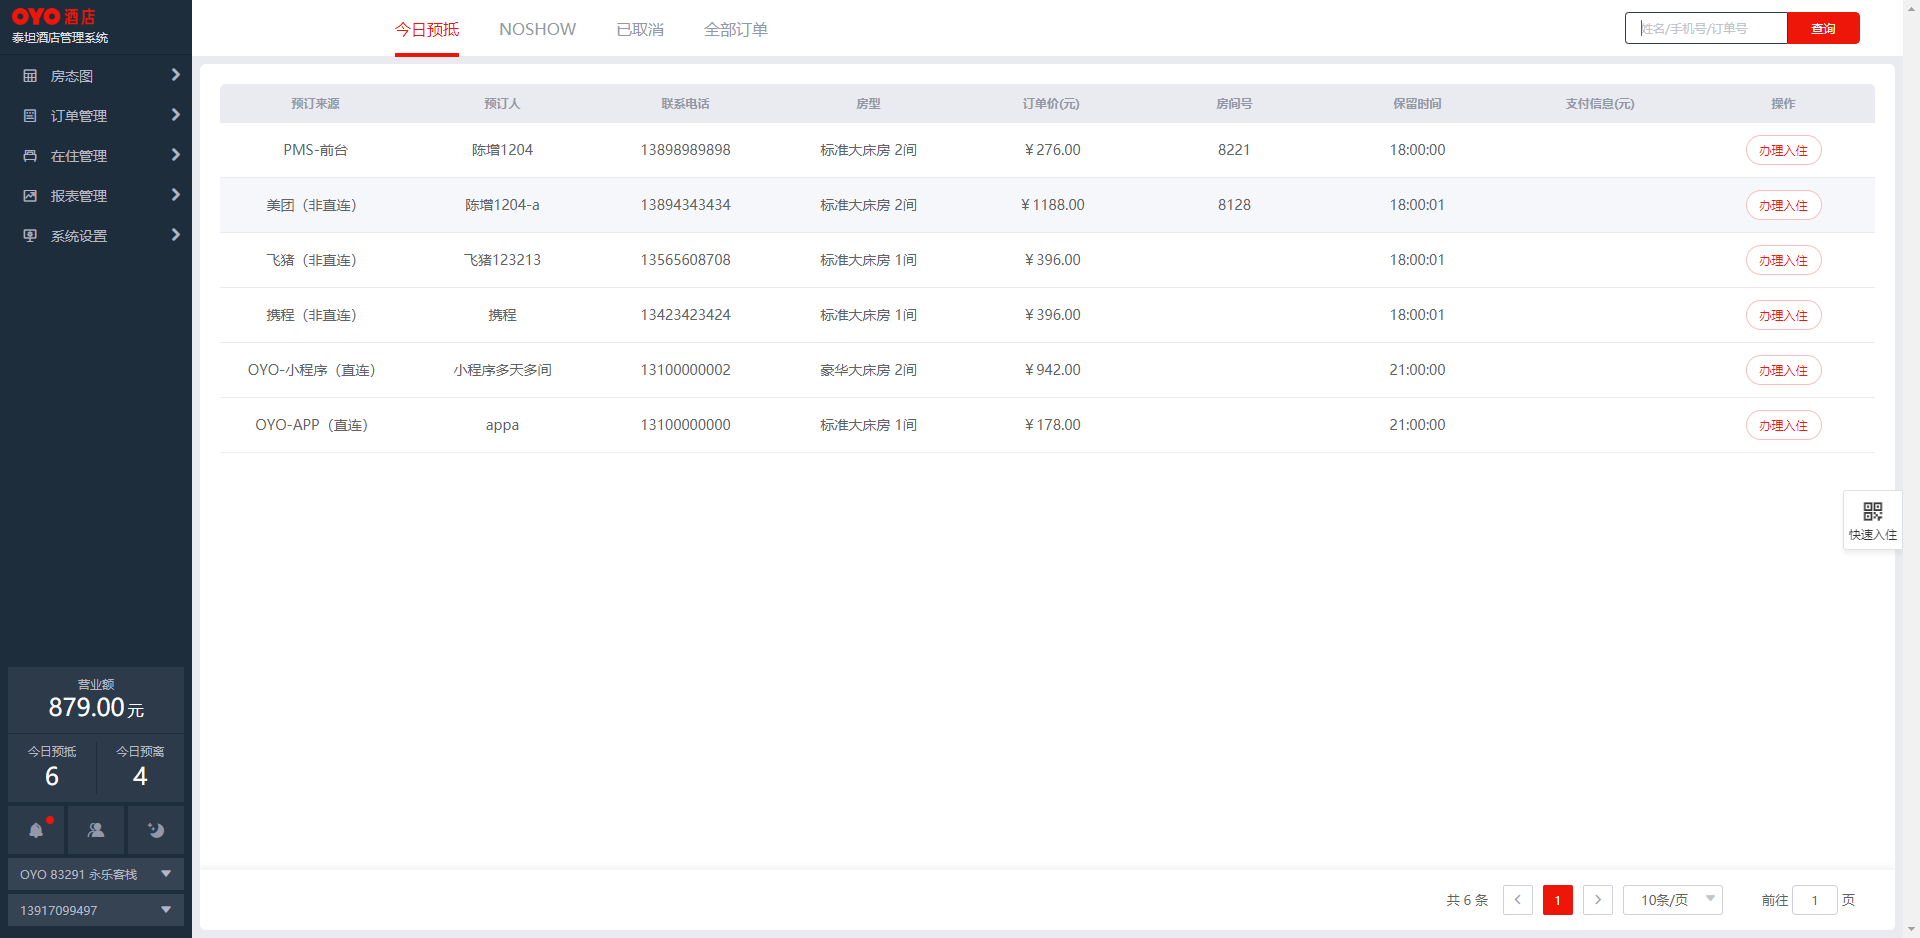 OYO 酒店
泰坦酒店管理系统
房态图
订单管理
在住管理
报表管理
系统设置
营业额
879.00元
今日预抵 今日预离
6 4
OYO 83291 永乐客栈
13917099497
今日预抵 NOSHOW 已取消 全部订单
姓名/手机号/订单号 查询
预订来源 预订人 联系电话 房型 订单价(元) 房间号 保留时间 支付信息(元) 操作
PMS-前台 陈增1204 13898989898 标准大床房 2间 ¥276.00 8221 18:00:00 办理入住
美团（非直连） 陈增1204-a 13894343434 标准大床房 2间 ¥1188.00 8128 18:00:01 办理入住
飞猪（非直连） 飞猪123213 13565608708 标准大床房 1间 ¥396.00 18:00:01 办理入住
携程（非直连） 携程 13423423424 标准大床房 1间 ¥396.00 18:00:01 办理入住
OYO-小程序（直连） 小程序多天多间 13100000002 豪华大床房 2间 ¥942.00 21:00:00 办理入住
OYO-APP（直连） appa 13100000000 标准大床房 1间 ¥178.00 21:00:00 办理入住
快速入住
共 6 条 1 10条/页 前往 1 页